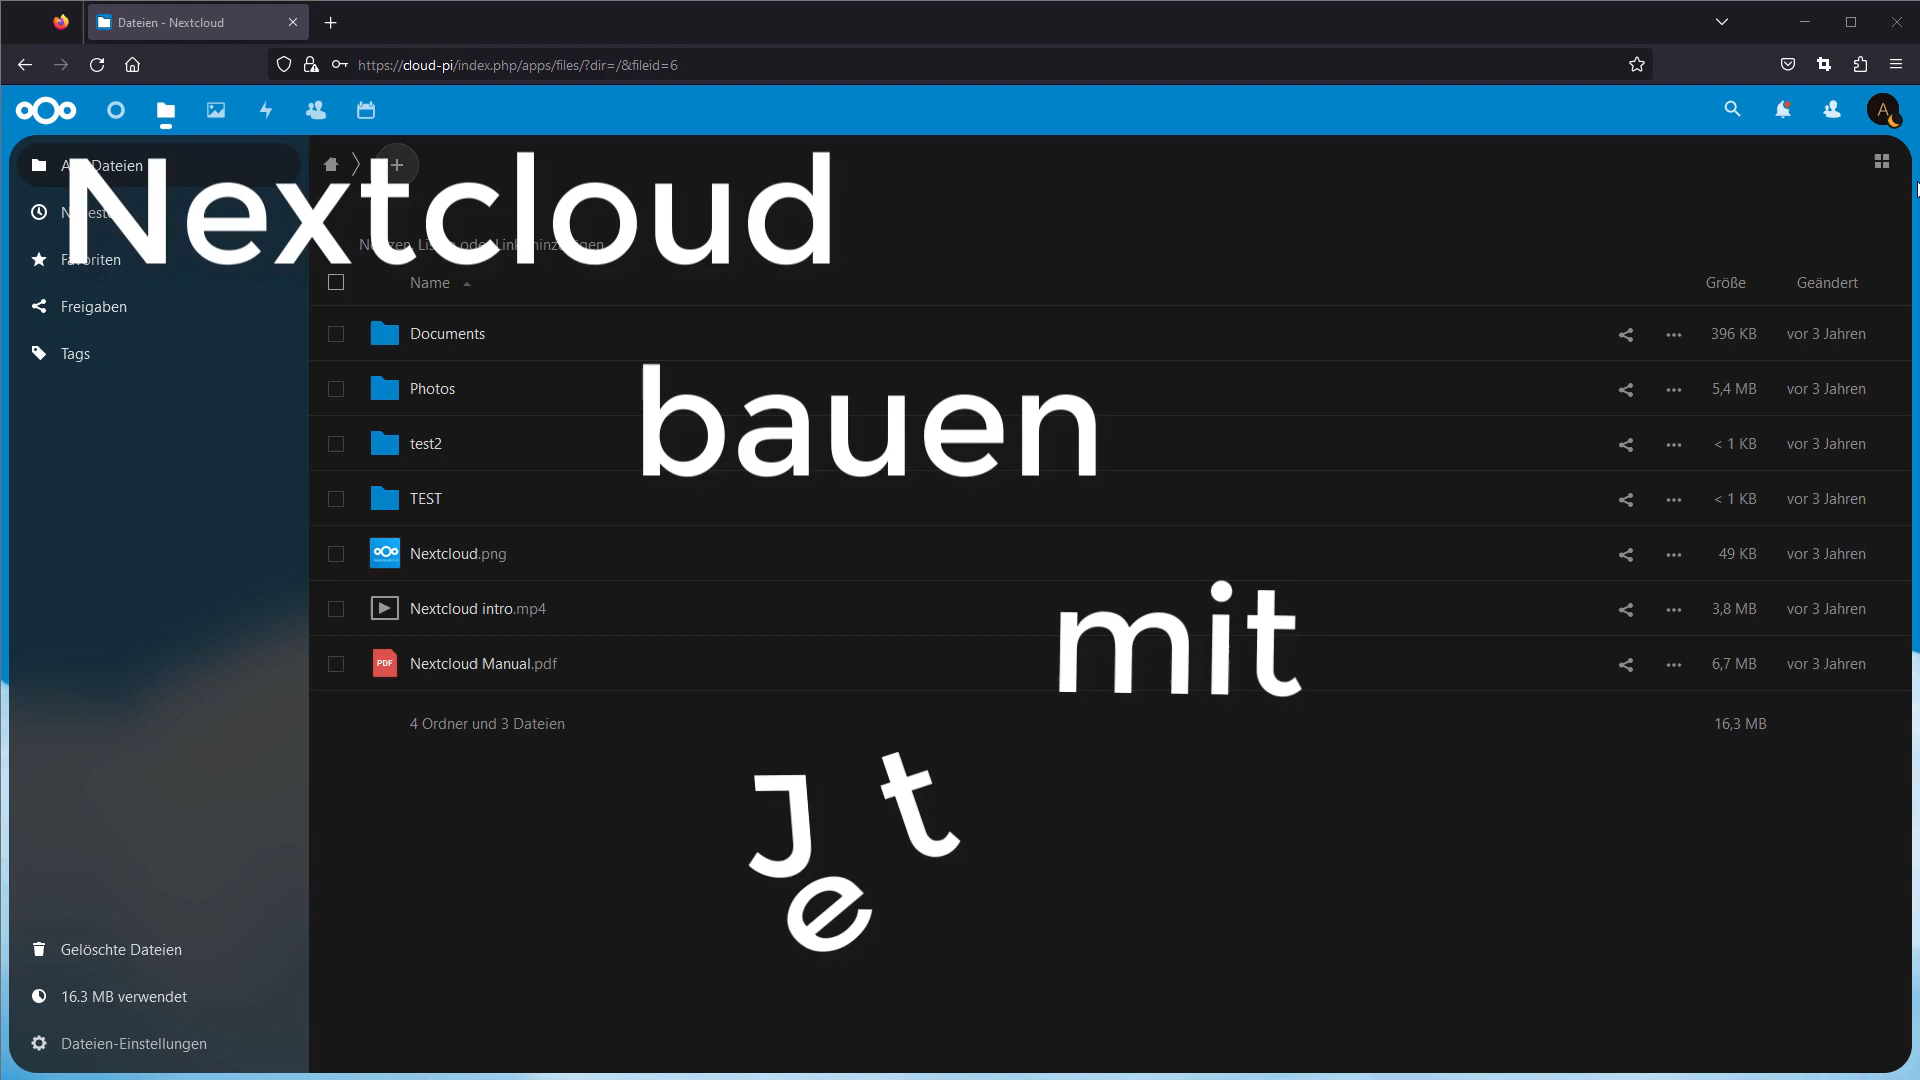 Dateien - Nextcloud
https://cloud-pi/index.php/apps/files/?dir=/&fileid=6
A
Dateien
Nextcloud
Favoriten
Name
Größe
Geändert
Freigaben
Documents
396 KB
vor 3 Jahren
Tags
Photos
5,4 MB
vor 3 Jahren
bauen
test2
< 1 KB
vor 3 Jahren
TEST
< 1 KB
vor 3 Jahren
Nextcloud.png
49 KB
vor 3 Jahren
Nextcloud intro.mp4
3,8 MB
vor 3 Jahren
mit
PDF
Nextcloud Manual.pdf
6,7 MB
vor 3 Jahren
4 Ordner und 3 Dateien
16,3 MB
Jet
Gelöschte Dateien
16.3 MB verwendet
Dateien-Einstellungen